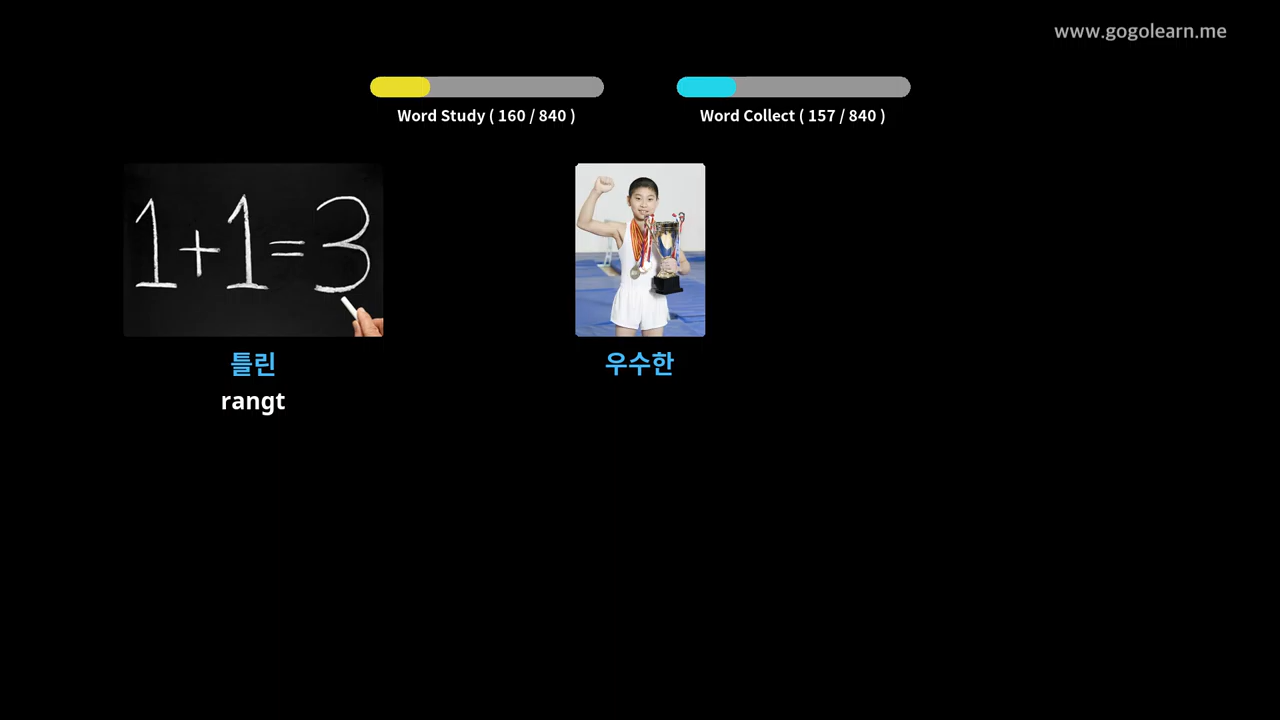 www.gogolearn.me
Word Study ( 160 / 840 )
Word Collect ( 157 / 840 )
1+1=3
틀린
rangt
우수한